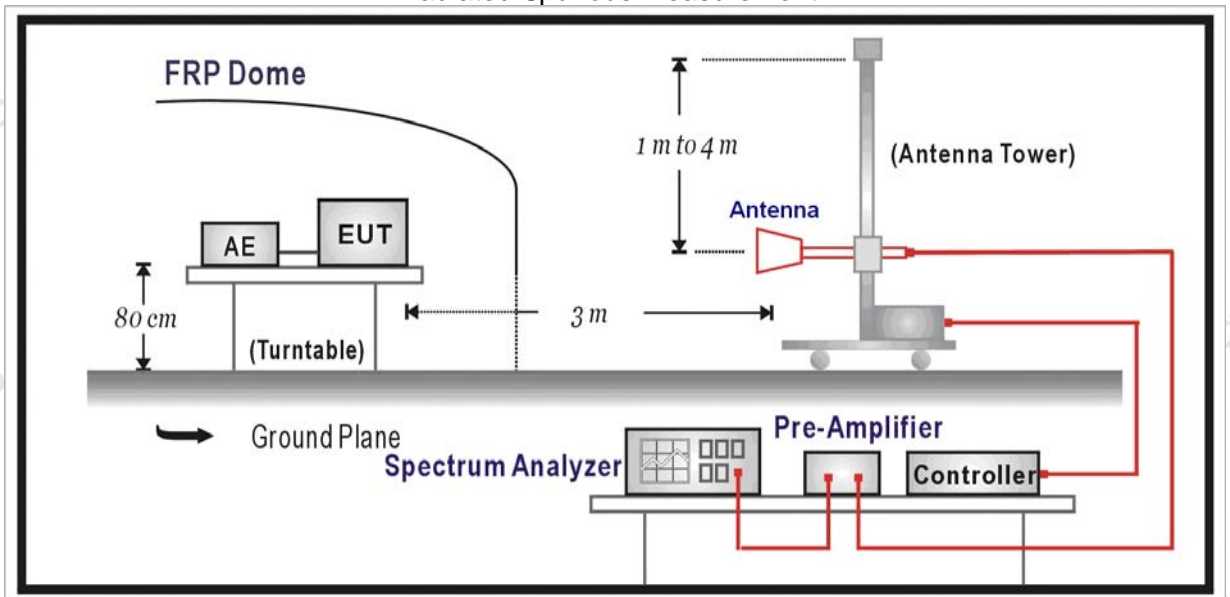 FRP Dome
1 m to 4 m
(Antenna Tower)
Antenna
AE
EUT
80 cm
3 m
(Turntable)
Ground Plane
Spectrum Analyzer
Pre-Amplifier
Controller